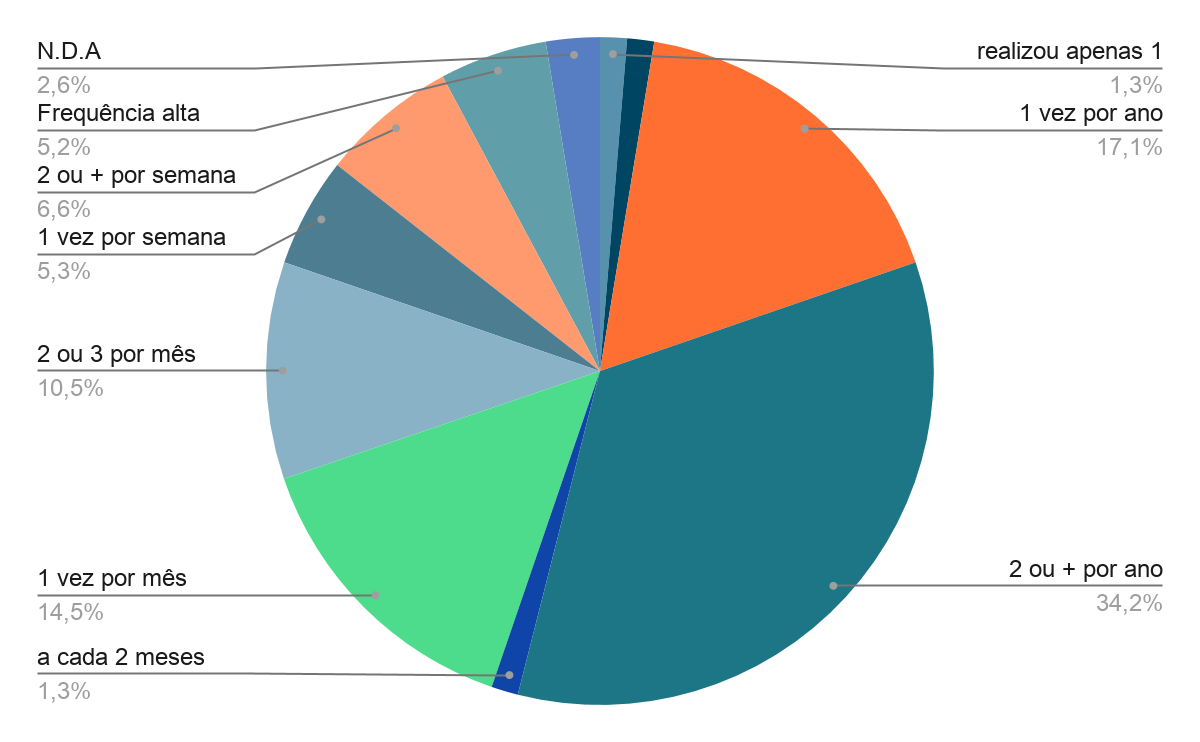 N.D.A
2,6%
Frequência alta
5,2%
2 ou + por semana
6,6%
1 vez por semana
5,3%
2 ou 3 por mês
10,5%
1 vez por mês
14,5%
a cada 2 meses
1,3%
realizou apenas 1
1,3%
1 vez por ano
17,1%
2 ou + por ano
34,2%